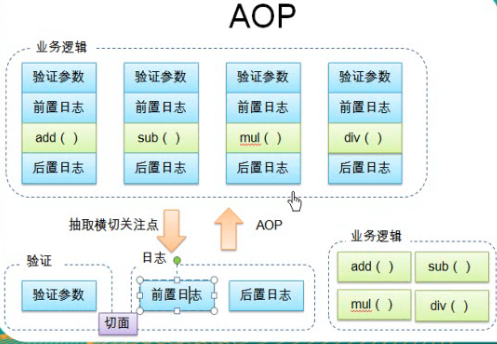 AOP
业务逻辑
验证参数 验证参数 验证参数 验证参数
前置日志 前置日志 前置日志 前置日志
add ( ) sub ( ) mul ( ) div ( )
后置日志 后置日志 后置日志 后置日志
抽取横切关注点 AOP
验证 日志 业务逻辑
验证参数 前置日志 后置日志
add ( ) sub ( )
mul ( ) div ( )
切面